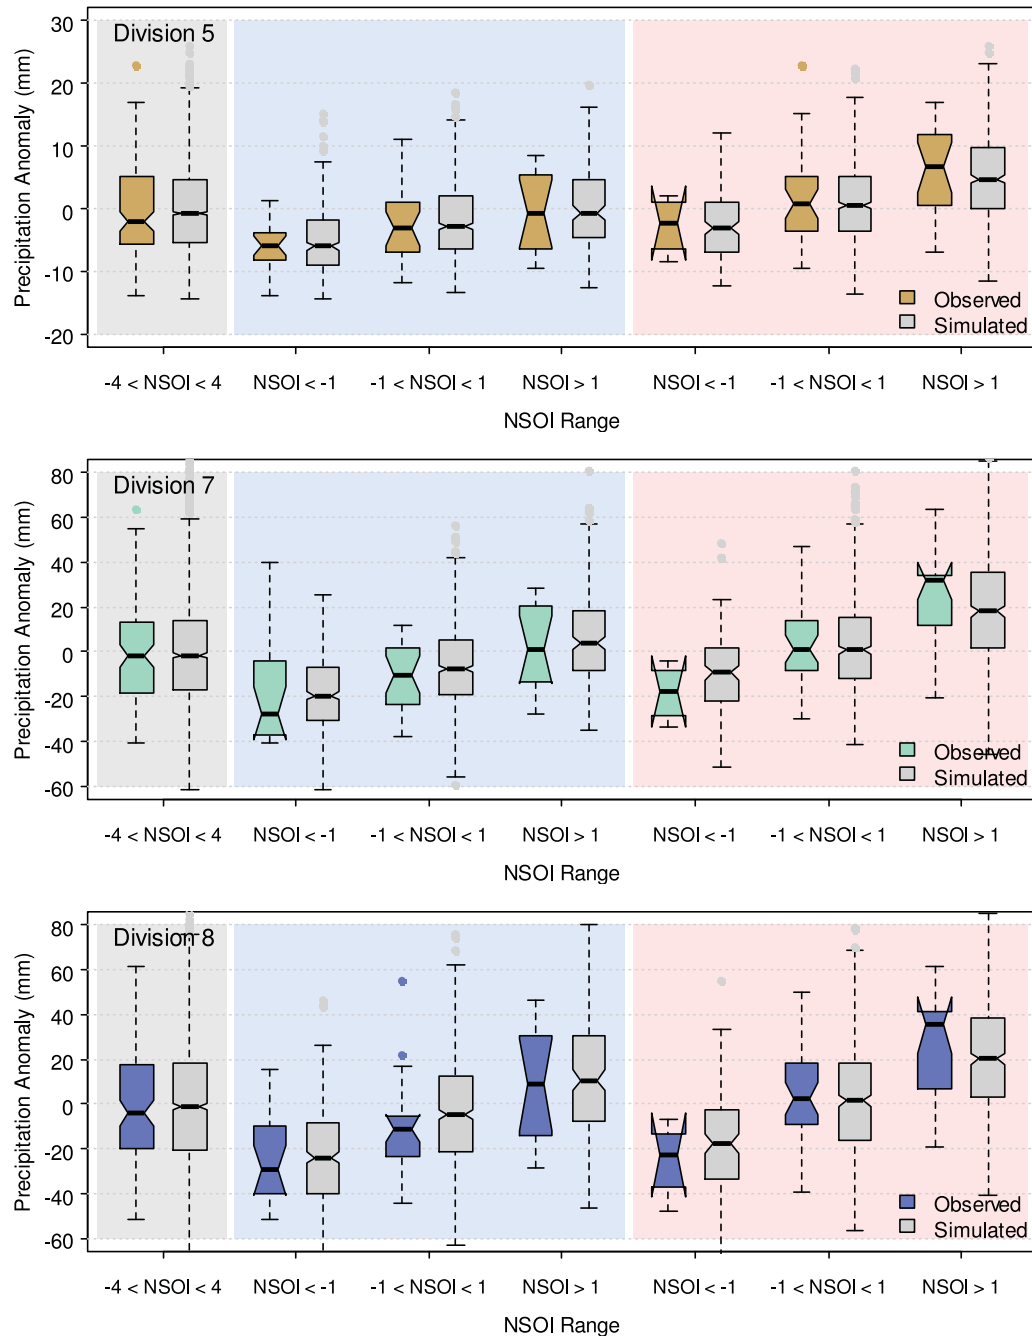 Division 5
Precipitation Anomaly (mm)
30
20
10
0
-10
-20
Observed
Simulated
-4 < NSOI < 4 NSOI < -1 -1 < NSOI < 1 NSOI > 1 NSOI < -1 -1 < NSOI < 1 NSOI > 1
NSOI Range
Division 7
Precipitation Anomaly (mm)
80
60
40
20
0
-20
-40
-60
Observed
Simulated
-4 < NSOI < 4 NSOI < -1 -1 < NSOI < 1 NSOI > 1 NSOI < -1 -1 < NSOI < 1 NSOI > 1
NSOI Range
Division 8
Precipitation Anomaly (mm)
80
60
40
20
0
-20
-40
-60
Observed
Simulated
-4 < NSOI < 4 NSOI < -1 -1 < NSOI < 1 NSOI > 1 NSOI < -1 -1 < NSOI < 1 NSOI > 1
NSOI Range